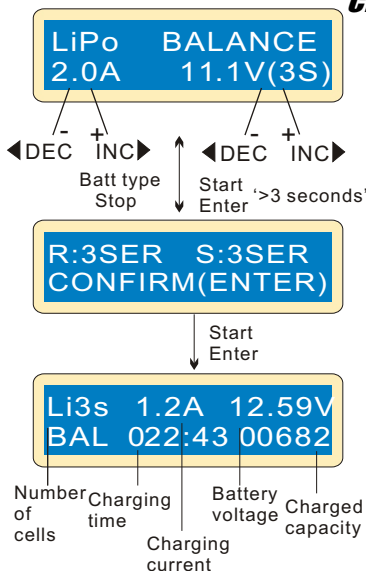 LiPo BALANCE
2.0A 11.1V(3S)
- + - +
◀DEC INC▶ ◀DEC INC▶
Batt type
Stop
Start
Enter '>3 seconds'
R:3SER S:3SER
CONFIRM(ENTER)
Start
Enter
Li3s 1.2A 12.59V
BAL 022:43 00682
Number
of
cells
Charging
time
Charging
current
Battery
voltage
Charged
capacity